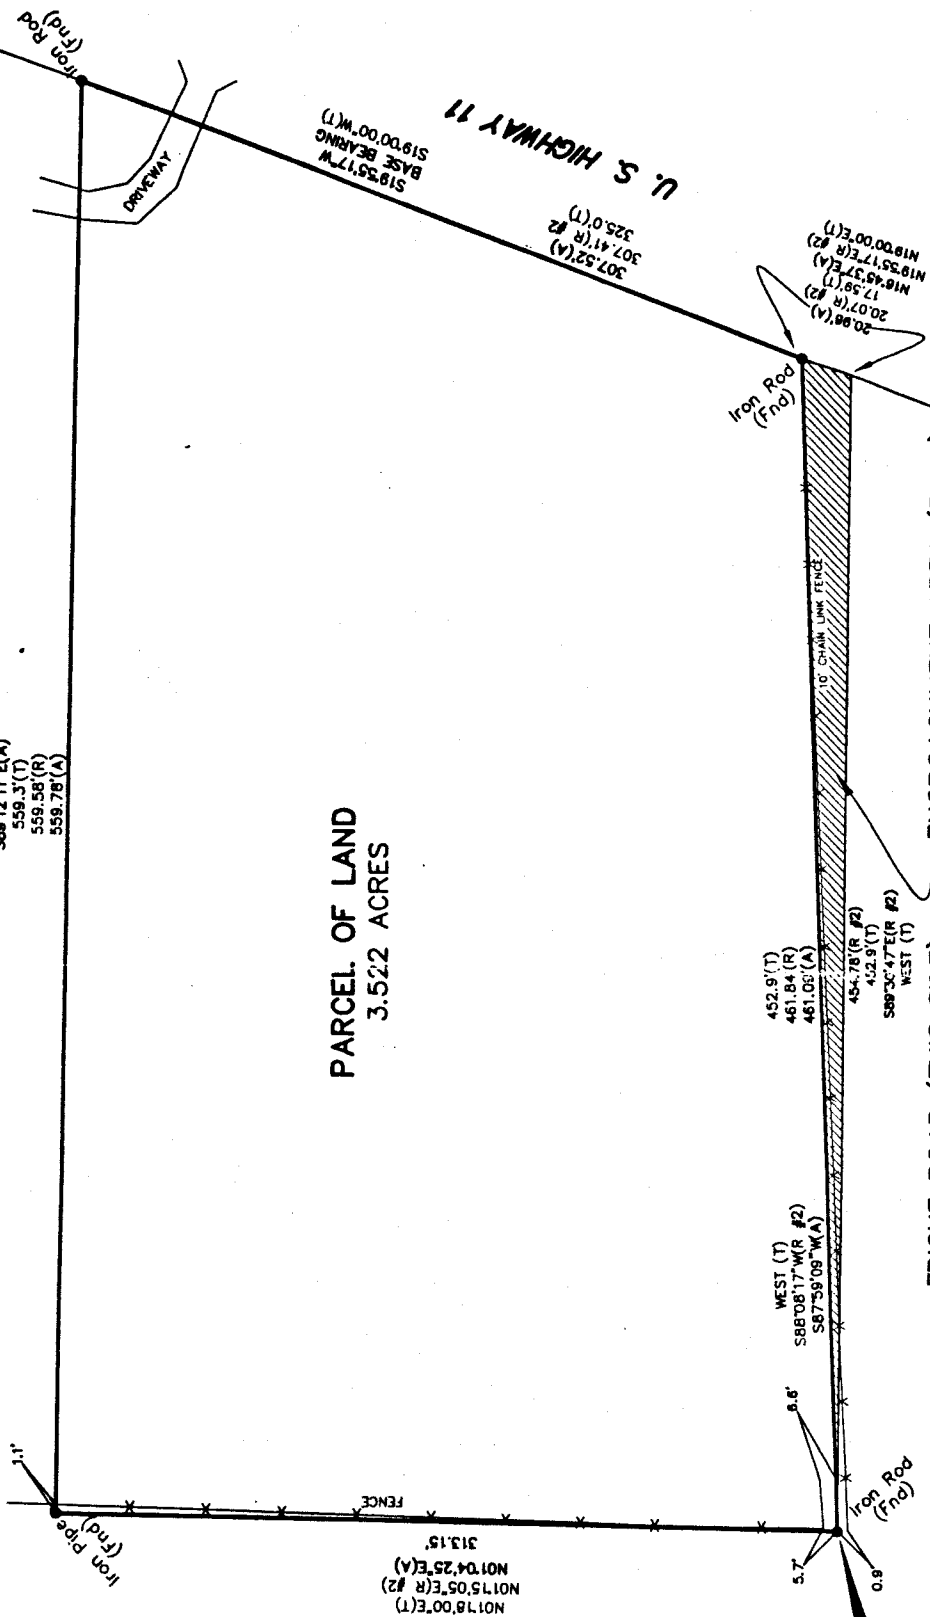 Iron Rod
(Fnd)
DRIVEWAY
S19°55'17"W
BASE BEARING
S19°00'00"W(T)
U. S. HIGHWAY 11
307.52'(A)
307.41'(R #2)
325.0'(T)
20.96'(A)
20.07'(R #2)
17.59'(T)
N18°45'37"E(A)
N19°55'17"E(R #2)
N19°00'00"E(T)
Iron Rod
(Fnd)
10' CHAIN LINK FENCE
559.3'(T)
559.58'(R)
559.78'(A)
PARCEL OF LAND
3.522 ACRES
452.9'(T)
461.84'(R)
461.09'(A)
454.78'(R #2)
452.9'(T)
S89°30'47"E(R #2)
WEST (T)
WEST (T)
S88°08'17"W(R #2)
S87°59'09"W(A)
1.1'
Iron Pipe
(Fnd)
FENCE
313.15'
N01°04'25"E(A)
N01°15'05"E(R #2)
N01°18'00"E(T)
6.6'
5.7'
0.9'
Iron Rod
(Fnd)